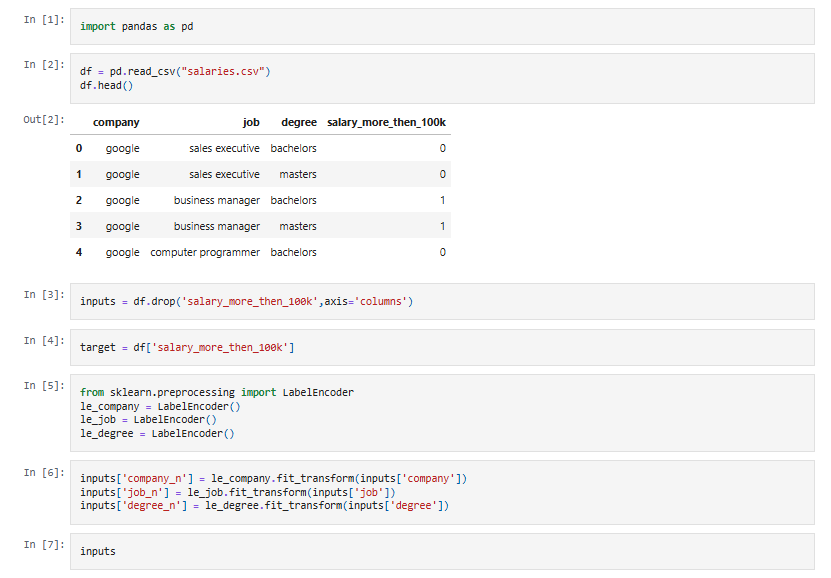 In [1]: import pandas as pd
In [2]: df = pd.read_csv("salaries.csv")
df.head()
Out[2]: company job degree salary_more_then_100k
0 google sales executive bachelors 0
1 google sales executive masters 0
2 google business manager bachelors 1
3 google business manager masters 1
4 google computer programmer bachelors 0
In [3]: inputs = df.drop('salary_more_then_100k',axis='columns')
In [4]: target = df['salary_more_then_100k']
In [5]: from sklearn.preprocessing import LabelEncoder
le_company = LabelEncoder()
le_job = LabelEncoder()
le_degree = LabelEncoder()
In [6]: inputs['company_n'] = le_company.fit_transform(inputs['company'])
inputs['job_n'] = le_job.fit_transform(inputs['job'])
inputs['degree_n'] = le_degree.fit_transform(inputs['degree'])
In [7]: inputs